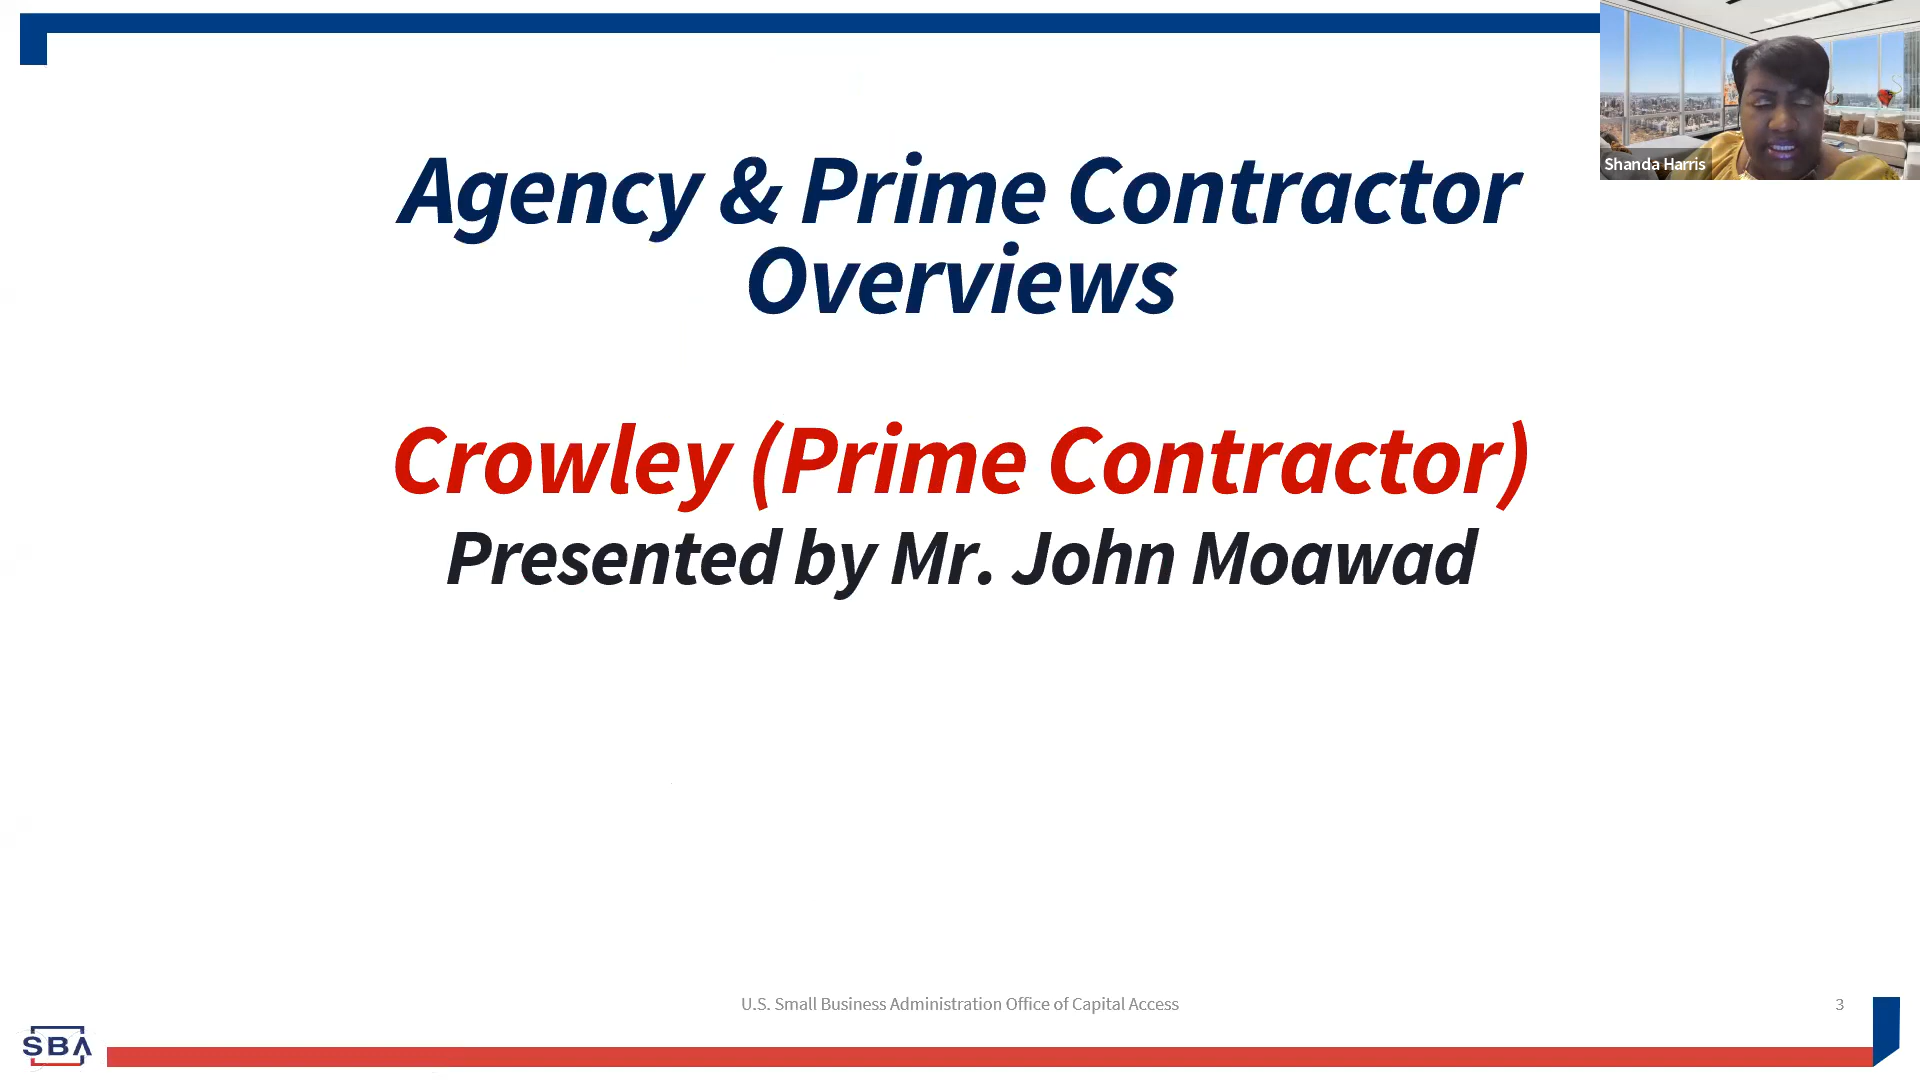 Shanda Harris
Agency & Prime Contractor
Overviews
Crowley (Prime Contractor)
Presented by Mr. John Moawad
U.S. Small Business Administration Office of Capital Access
3
SBA